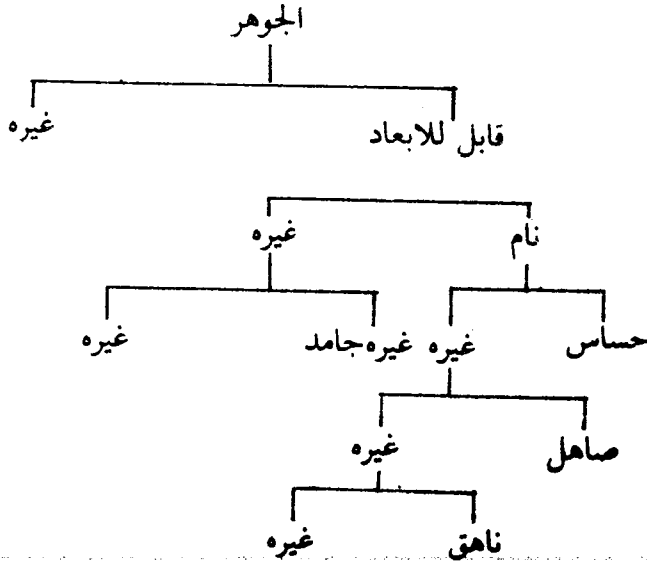 الجوهر
قابل للابعاد غيره
نام غيره
حساس غيره غيره جامد غيره
صاهل غيره
ناهق غيره